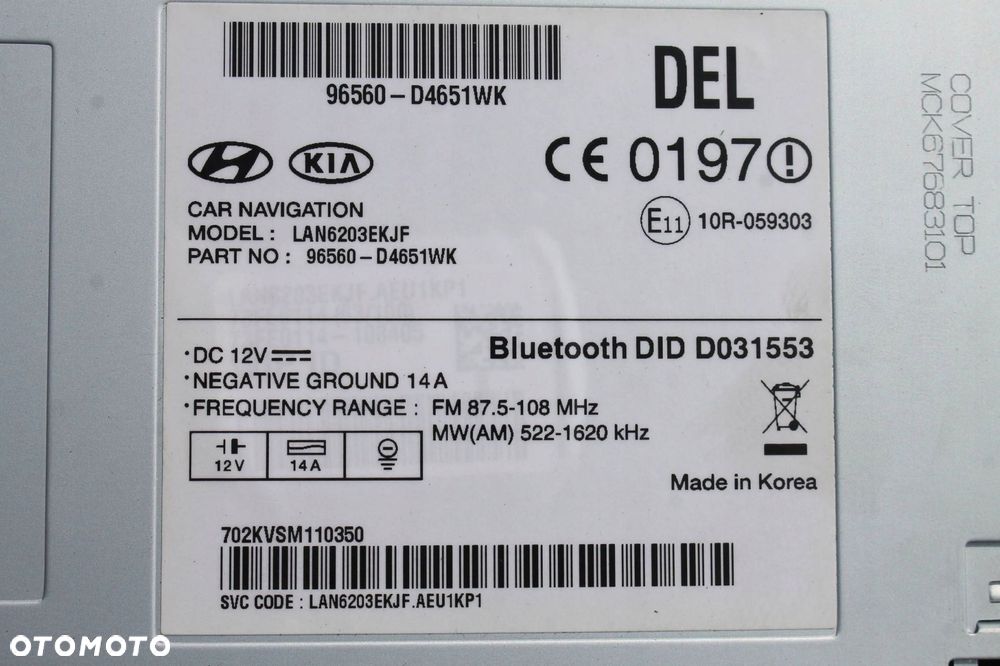 96560-D4651WK
DEL
KIA
CE 0197
CAR NAVIGATION
MODEL : LAN6203EKJF
PART NO : 96560-D4651WK
E11 10R-059303
Bluetooth DID D031553
•DC 12V
•NEGATIVE GROUND 14A
•FREQUENCY RANGE : FM 87.5-108 MHz
MW(AM) 522-1620 kHz
12V
14A
Made in Korea
702KVSM110350
SVC CODE : LAN6203EKJF.AEU1KP1
COVER TOP
MCK67683101
OTOMOTO